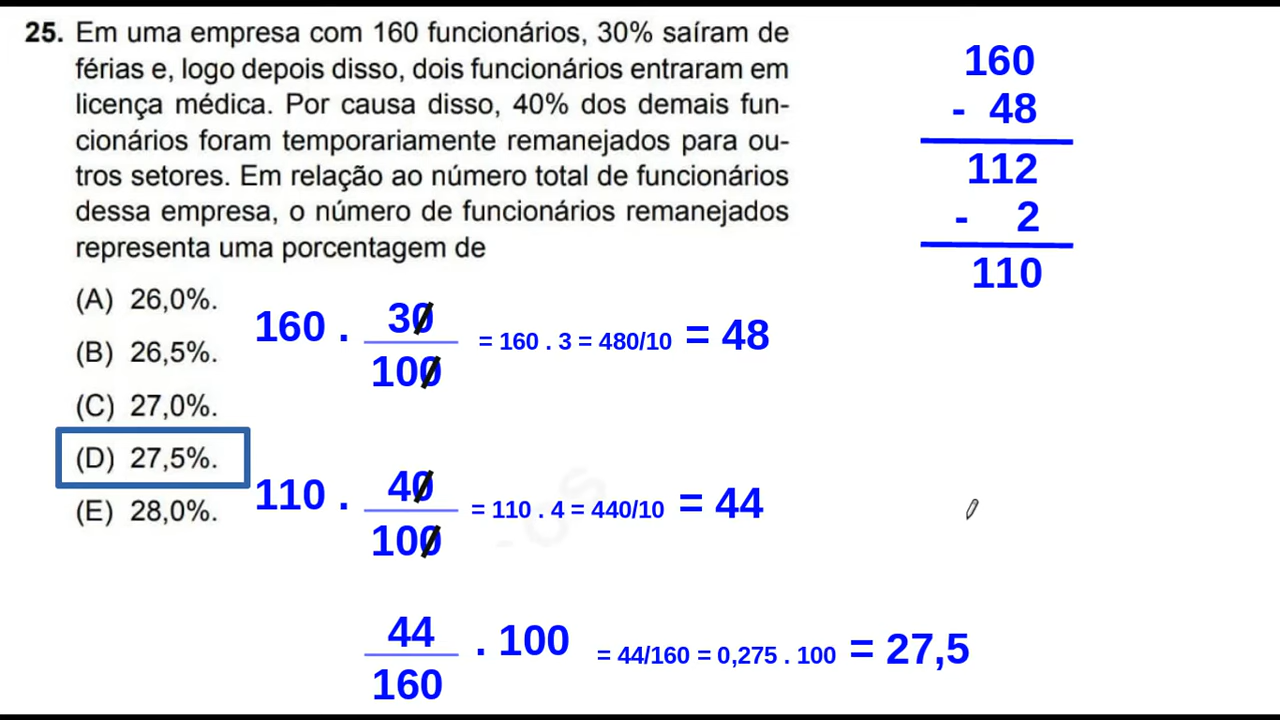 25. Em uma empresa com 160 funcionários, 30% saíram de
férias e, logo depois disso, dois funcionários entraram em
licença médica. Por causa disso, 40% dos demais fun-
cionários foram temporariamente remanejados para ou-
tros setores. Em relação ao número total de funcionários
dessa empresa, o número de funcionários remanejados
representa uma porcentagem de
(A) 26,0%.
(B) 26,5%.
(C) 27,0%.
(D) 27,5%.
(E) 28,0%.
160
- 48
112
- 2
110
160 . 30
100
= 160 . 3 = 480/10 = 48
110 . 40
100
= 110 . 4 = 440/10 = 44
44
160
. 100 = 44/160 = 0,275 . 100 = 27,5